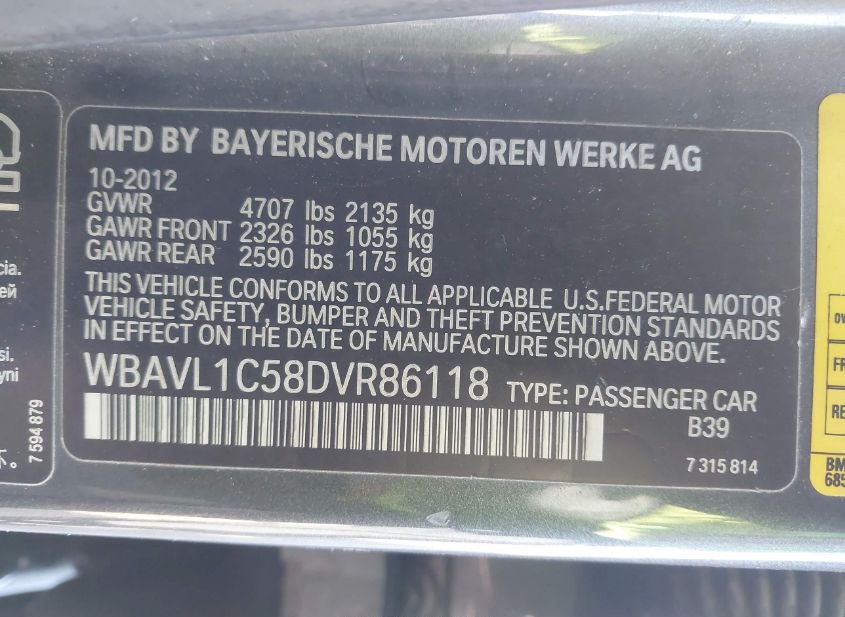 MFD BY BAYERISCHE MOTOREN WERKE AG
10-2012
GVWR 4707 lbs 2135 kg
GAWR FRONT 2326 lbs 1055 kg
GAWR REAR 2590 lbs 1175 kg
THIS VEHICLE CONFORMS TO ALL APPLICABLE U.S.FEDERAL MOTOR
VEHICLE SAFETY, BUMPER AND THEFT PREVENTION STANDARDS
IN EFFECT ON THE DATE OF MANUFACTURE SHOWN ABOVE.
WBAVL1C58DVR86118 TYPE: PASSENGER CAR
B39
7 315 814
7 594 879